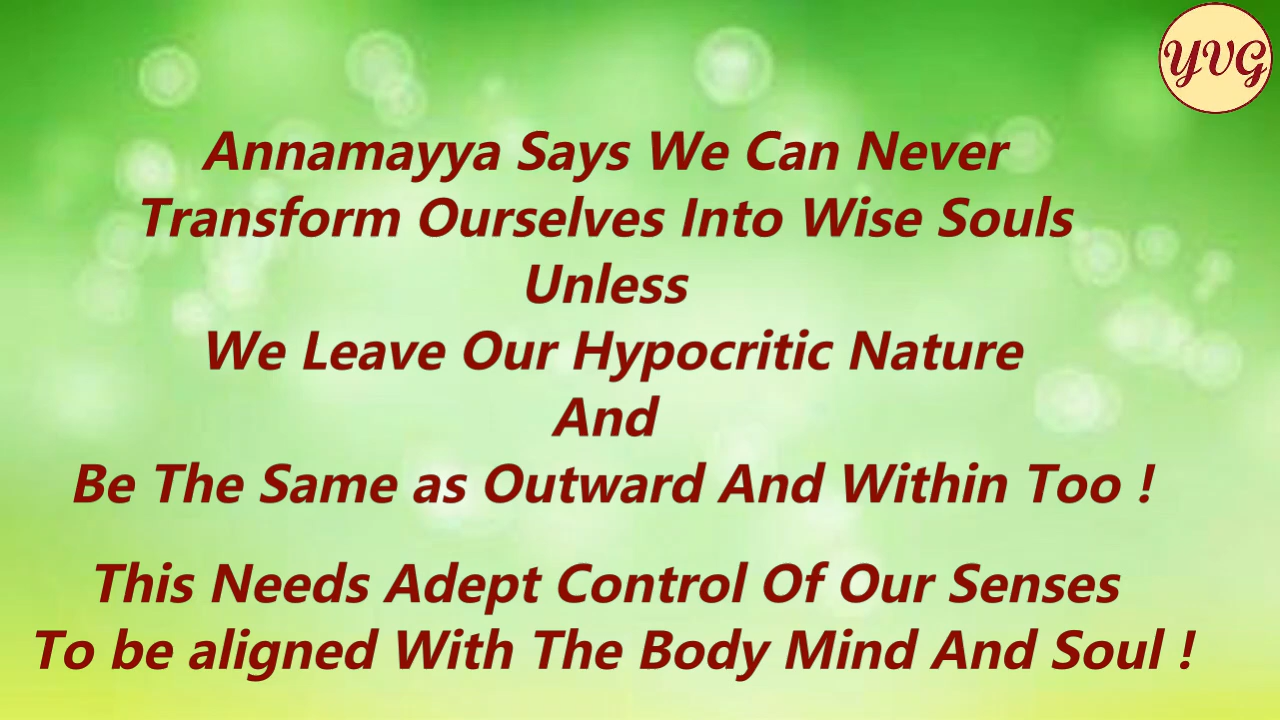 YVG
Annamayya Says We Can Never
Transform Ourselves Into Wise Souls
Unless
We Leave Our Hypocritic Nature
And
Be The Same as Outward And Within Too !
This Needs Adept Control Of Our Senses
To be aligned With The Body Mind And Soul !